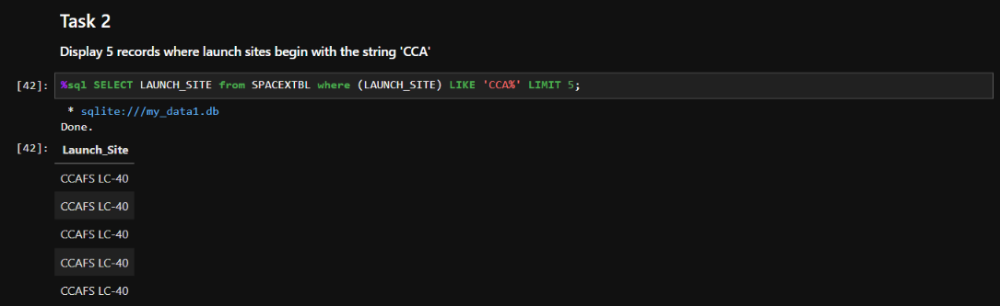 Task 2
Display 5 records where launch sites begin with the string 'CCA'
[42]: %sql SELECT LAUNCH_SITE from SPACEXTBL where (LAUNCH_SITE) LIKE 'CCA%' LIMIT 5;
* sqlite:///my_data1.db
Done.
[42]: Launch_Site
CCAFS LC-40
CCAFS LC-40
CCAFS LC-40
CCAFS LC-40
CCAFS LC-40